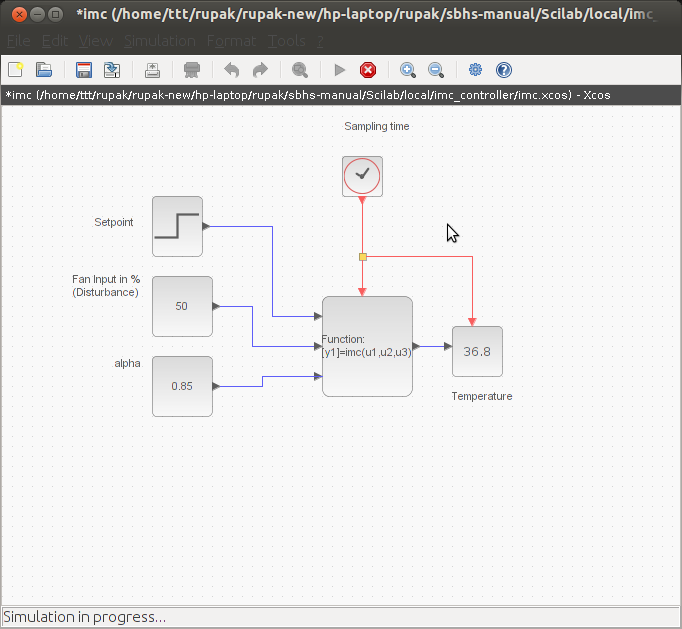 *imc (/home/ttt/rupak/rupak-new/hp-laptop/rupak/sbhs-manual/Scilab/local/imc_
File Edit View Simulation Format Tools ?
*imc (/home/ttt/rupak/rupak-new/hp-laptop/rupak/sbhs-manual/Scilab/local/imc_controller/imc.xcos) - Xcos
Sampling time
Setpoint
Fan Input in %
(Disturbance)
50
Function:
[y1]=imc(u1,u2,u3)
36.8
alpha
0.85
Temperature
Simulation in progress...